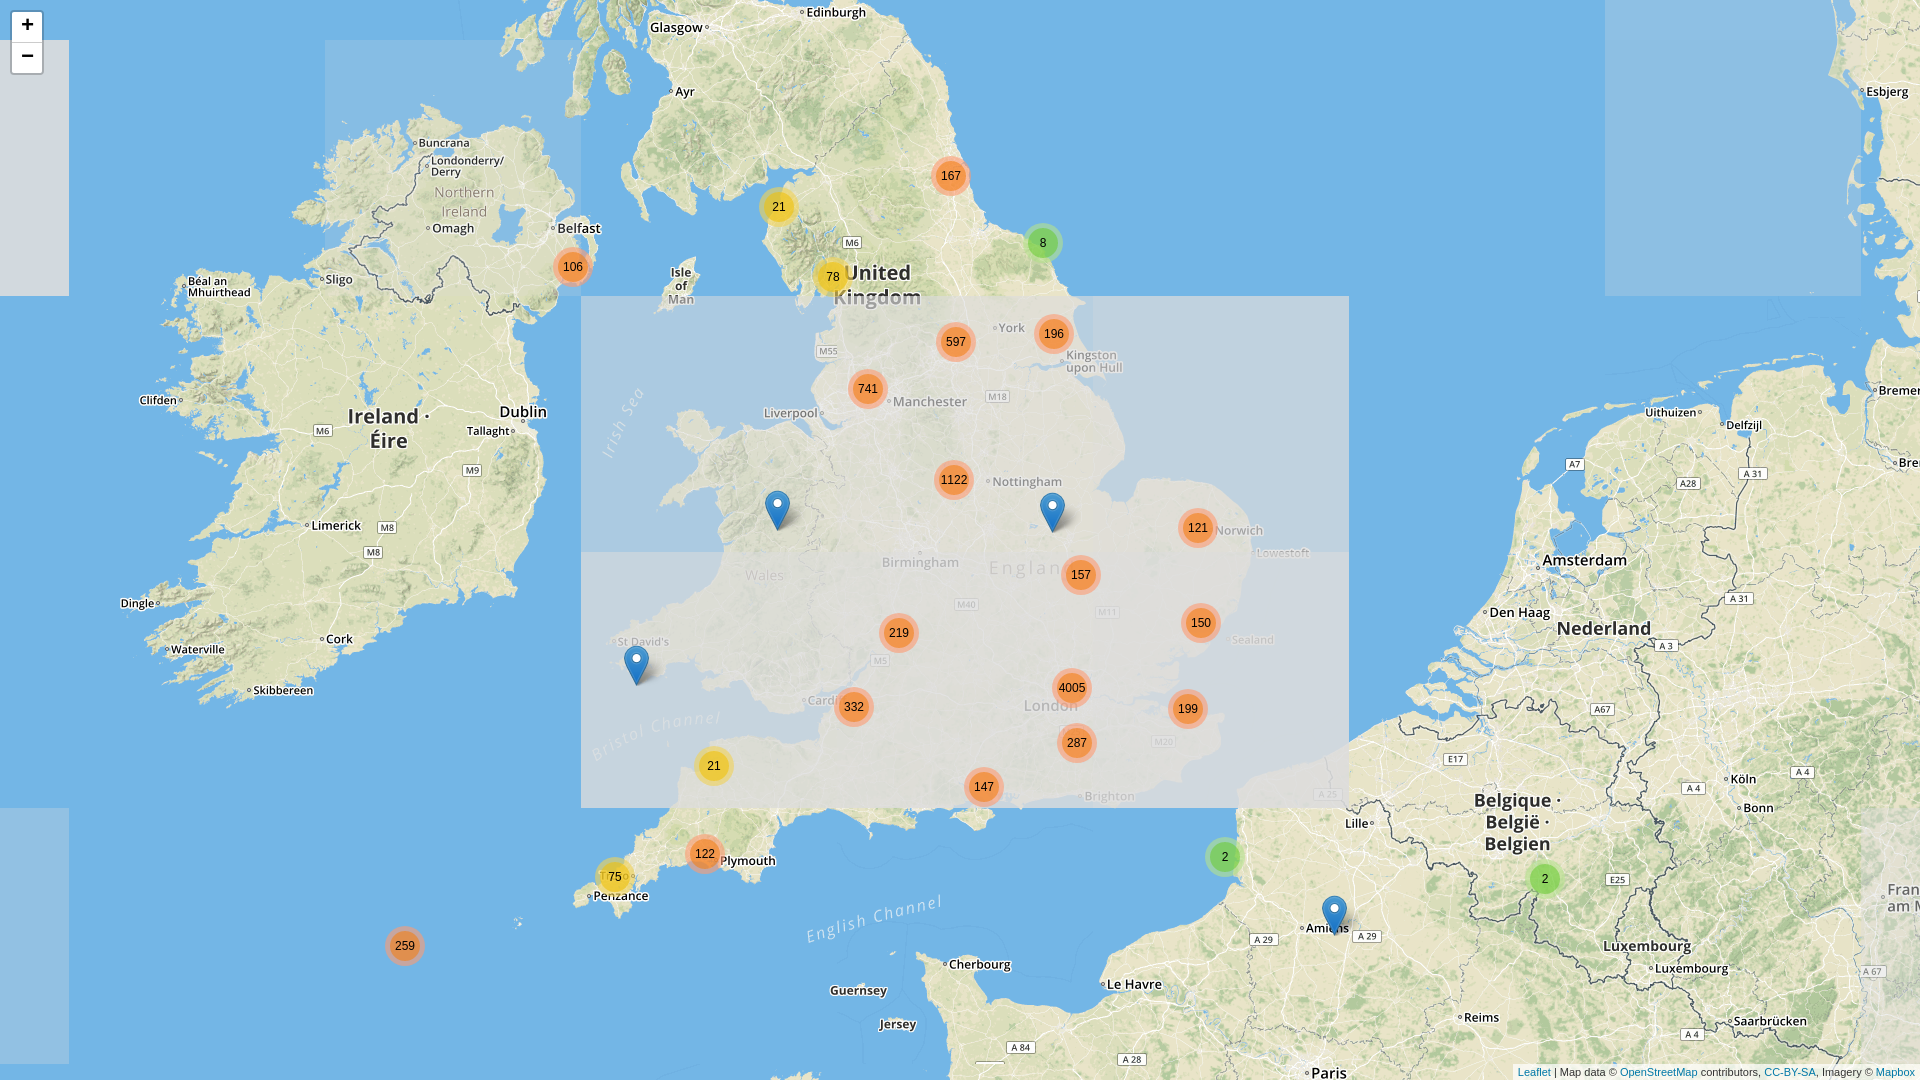 +
−
Edinburgh
Glasgow
Ayr
Esbjerg
Buncrana
Londonderry/
Derry
167
Northern
Ireland
21
Omagh
Belfast
M6
8
106
78
United
Kingdom
Isle
of
Man
Sligo
Béal an
Mhuirthead
York
196
597
M55
Kingston
upon Hull
741
Manchester
M18
Clifden
Irish Sea
Liverpool
Dublin
Ireland ·
Éire
M6
Tallaght
Uithuizen
Delfzijl
A7
A 31
M9
1122
Nottingham
A28
Limerick
M8
M8
121
Norwich
Lowestoft
Amsterdam
Birmingham
Wales
157
Dingle
M40
M11
A 31
Den Haag
Nederland
150
219
Sealand
Cork
St David's
Waterville
M5
A 3
Skibbereen
4005
London
332
199
A67
Bristol Channel
287
M20
E17
21
A 4
Köln
147
Brighton
A 25
A 4
Bonn
Belgique ·
België ·
Belgien
Lille
122
Plymouth
2
75
2
E25
Penzance
259
English Channel
Amiens
A 29
A 29
Luxembourg
Cherbourg
Luxembourg
A 67
Le Havre
Guernsey
Jersey
Reims
Saarbrücken
A 4
A 84
A 28
Paris
Leaflet | Map data © OpenStreetMap contributors, CC-BY-SA, Imagery © Mapbox